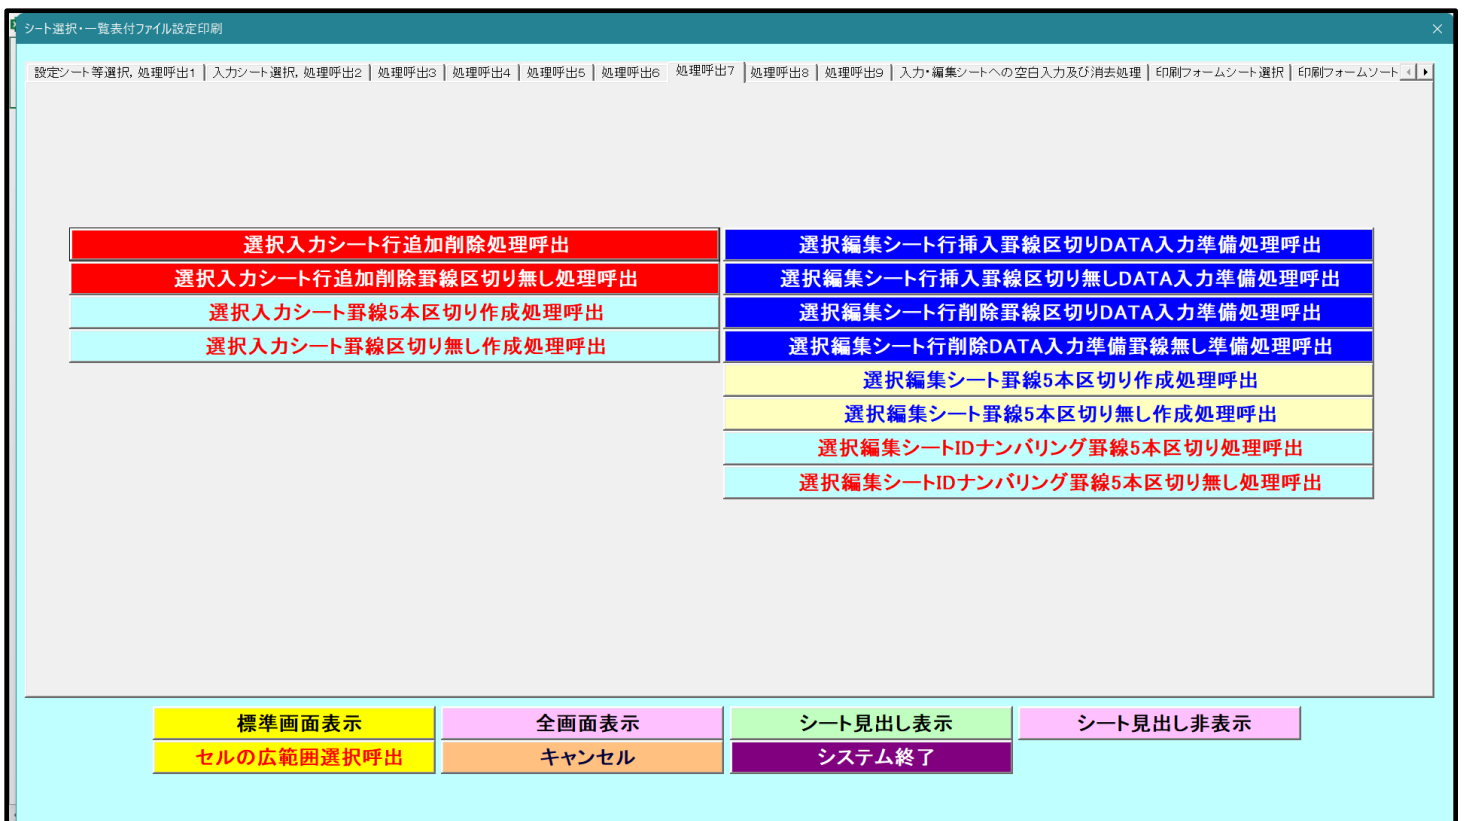 シート選択・一覧表付ファイル設定印刷
設定シート等選択, 処理呼出1 入力シート選択, 処理呼出2 処理呼出3 処理呼出4 処理呼出5 処理呼出6 処理呼出7 処理呼出8 処理呼出9 入力・編集シートへの空白入力及び消去処理 印刷フォームシート選択 印刷フォームソート
選択入力シート行追加削除処理呼出
選択入力シート行追加削除罫線区切り無し処理呼出
選択入力シート罫線5本区切り作成処理呼出
選択入力シート罫線区切り無し作成処理呼出
選択編集シート行挿入罫線区切りDATA入力準備処理呼出
選択編集シート行挿入罫線区切り無しDATA入力準備処理呼出
選択編集シート行削除罫線区切りDATA入力準備処理呼出
選択編集シート行削除DATA入力準備罫線無し準備処理呼出
選択編集シート罫線5本区切り作成処理呼出
選択編集シート罫線5本区切り無し作成処理呼出
選択編集シートIDナンバリング罫線5本区切り処理呼出
選択編集シートIDナンバリング罫線5本区切り無し処理呼出
標準画面表示 全画面表示 シート見出し表示 シート見出し非表示
セルの広範囲選択呼出 キャンセル システム終了